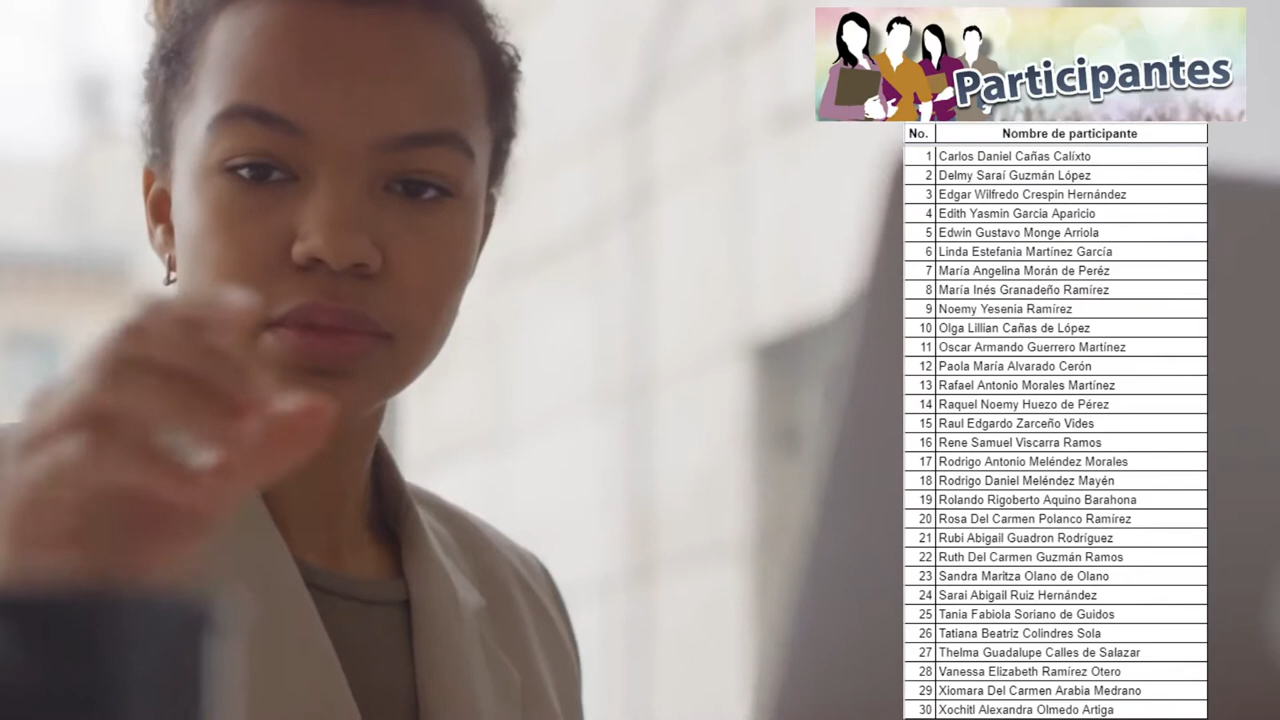 Participantes
No. Nombre de participante
1 Carlos Daniel Cañas Calíxto
2 Delmy Saraí Guzmán López
3 Edgar Wilfredo Crespin Hernández
4 Edith Yasmin Garcia Aparicio
5 Edwin Gustavo Monge Arriola
6 Linda Estefania Martínez García
7 María Angelina Morán de Peréz
8 María Inés Granadeño Ramírez
9 Noemy Yesenia Ramírez
10 Olga Lillian Cañas de López
11 Oscar Armando Guerrero Martínez
12 Paola María Alvarado Cerón
13 Rafael Antonio Morales Martínez
14 Raquel Noemy Huezo de Pérez
15 Raul Edgardo Zarceño Vides
16 Rene Samuel Viscarra Ramos
17 Rodrigo Antonio Meléndez Morales
18 Rodrigo Daniel Meléndez Mayén
19 Rolando Rigoberto Aquino Barahona
20 Rosa Del Carmen Polanco Ramírez
21 Rubi Abigail Guadron Rodríguez
22 Ruth Del Carmen Guzmán Ramos
23 Sandra Maritza Olano de Olano
24 Sarai Abigail Ruiz Hernández
25 Tania Fabiola Soriano de Guidos
26 Tatiana Beatriz Colindres Sola
27 Thelma Guadalupe Calles de Salazar
28 Vanessa Elizabeth Ramírez Otero
29 Xiomara Del Carmen Arabia Medrano
30 Xochitl Alexandra Olmedo Artiga